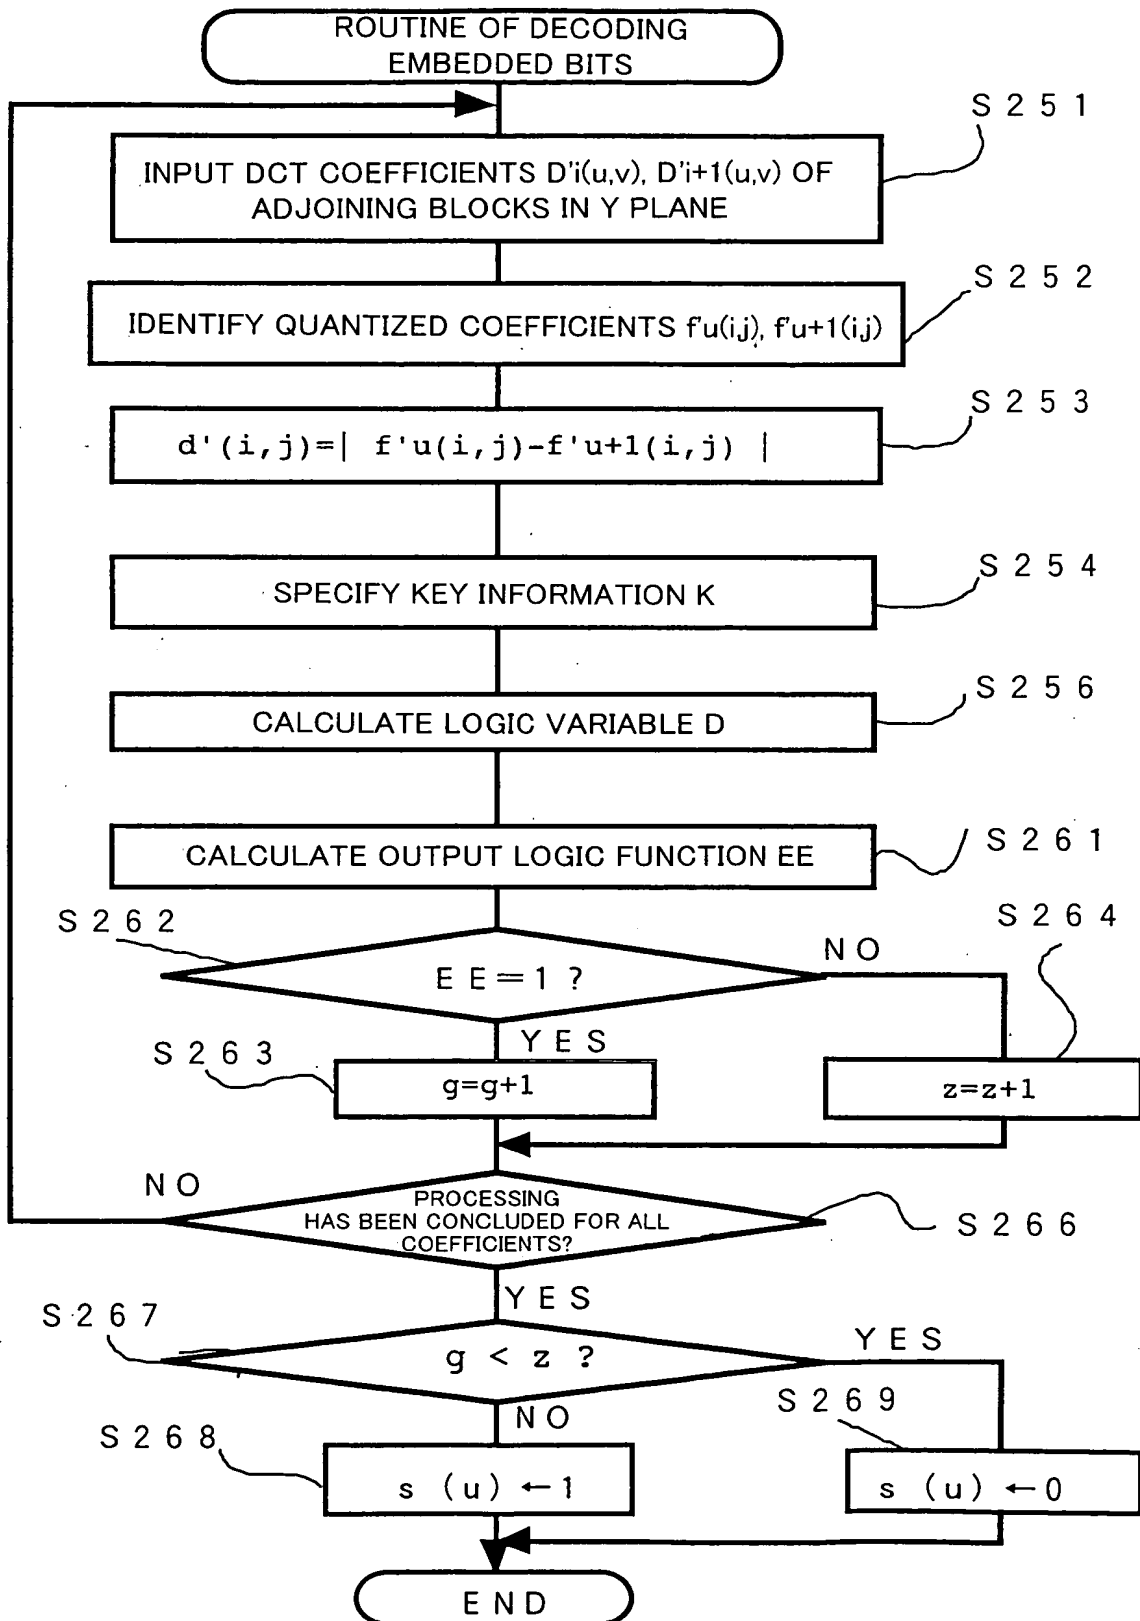 ROUTINE OF DECODING
EMBEDDED BITS
S251
INPUT DCT COEFFICIENTS D'i(u,v), D'i+1(u,v) OF
ADJOINING BLOCKS IN Y PLANE
S252
IDENTIFY QUANTIZED COEFFICIENTS f'u(i,j), f'u+1(i,j)
S253
d'(i,j)=| f'u(i,j)-f'u+1(i,j) |
S254
SPECIFY KEY INFORMATION K
S256
CALCULATE LOGIC VARIABLE D
S261
CALCULATE OUTPUT LOGIC FUNCTION EE
S262
S264
NO
EE=1 ?
YES
S263
g=g+1
z=z+1
NO
PROCESSING
HAS BEEN CONCLUDED FOR ALL
COEFFICIENTS?
S266
YES
S267
YES
g < z ?
NO
S269
S268
s (u) ←1
s (u) ←0
END